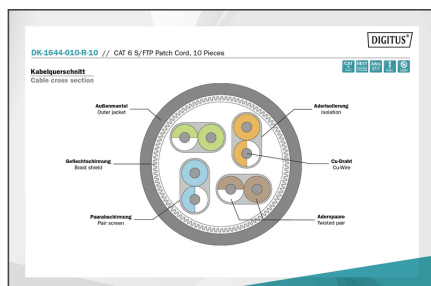 DIGITUS®
DK-1644-010-R-10 // CAT 6 S/FTP Patch Cord, 10 Pieces
Kabelquerschnitt
Cable cross section
Außenmantel
Outer jacket
Aderisolierung
Isolation
Geflechtschirmung
Braid shield
Cu-Draht
Cu-Wire
Paarabschirmung
Pair screen
Adernpaare
Twisted pair